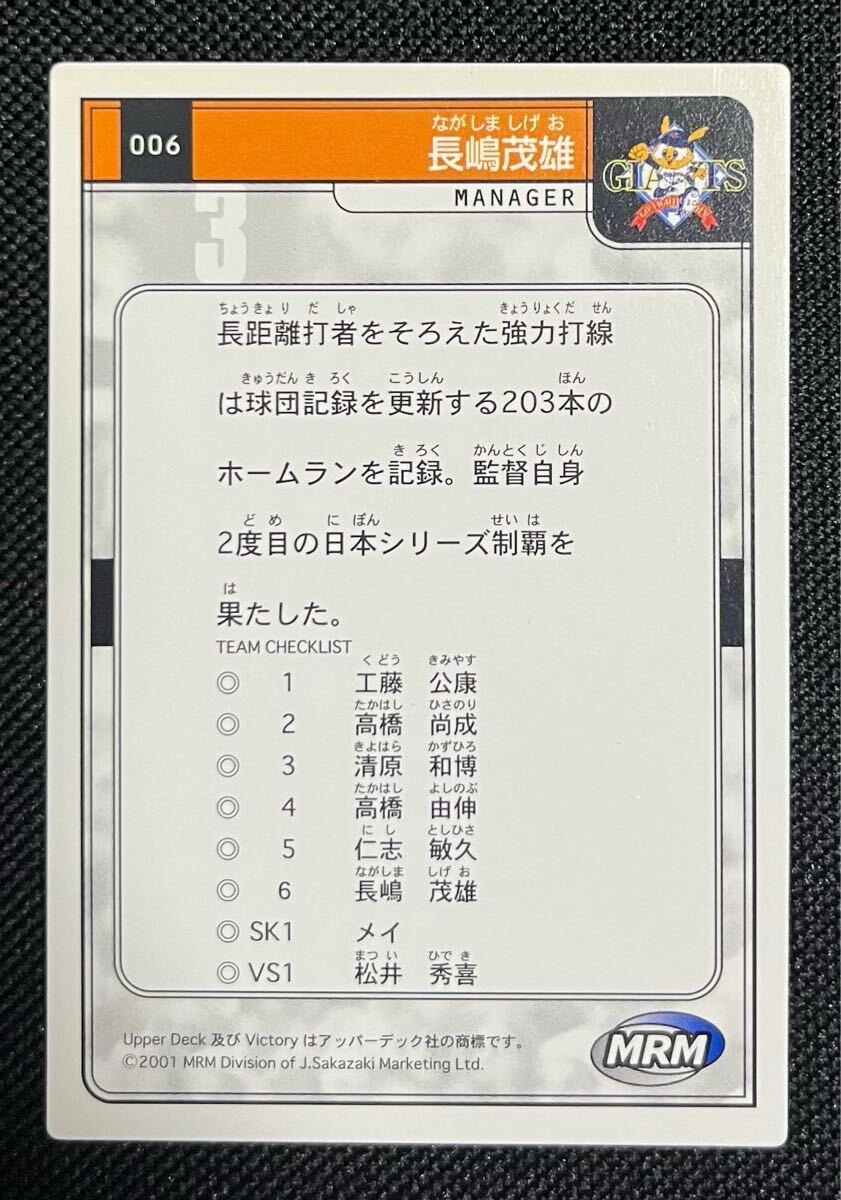 006
ながしましげお
長嶋茂雄
MANAGER
GIANTS
3
ちょうきょりだしゃ きょうりょくだせん
長距離打者をそろえた強力打線
きゅうだんきろく こうしん ほん
は球団記録を更新する203本の
きろく かんとくじしん
ホームランを記録。監督自身
どめ にぽん せいは
2度目の日本シリーズ制覇を
は
果たした。
TEAM CHECKLIST
くどう きみやす
◎ 1 工藤 公康
たかはし ひさのり
◎ 2 高橋 尚成
きよはら かずひろ
◎ 3 清原 和博
たかはし よしのぶ
◎ 4 高橋 由伸
にし としひさ
◎ 5 仁志 敏久
ながしま しげお
◎ 6 長嶋 茂雄
◎ SK1 メイ
まつい ひでき
◎ VS1 松井 秀喜
Upper Deck 及び Victory はアッパーデック社の商標です。
©2001 MRM Division of J.Sakazaki Marketing Ltd.
MRM